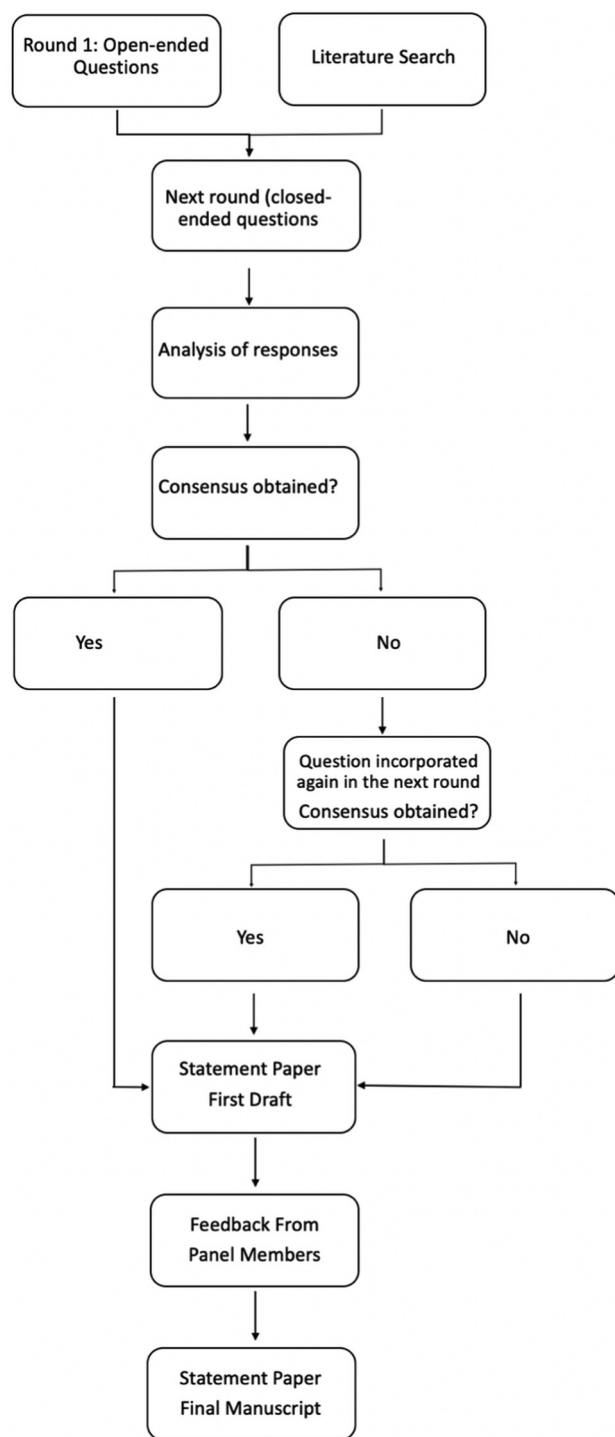 Round 1: Open-ended
Questions
Literature Search
Next round (closed-
ended questions
Analysis of responses
Consensus obtained?
Yes
No
Question incorporated
again in the next round
Consensus obtained?
Yes
No
Statement Paper
First Draft
Feedback From
Panel Members
Statement Paper
Final Manuscript